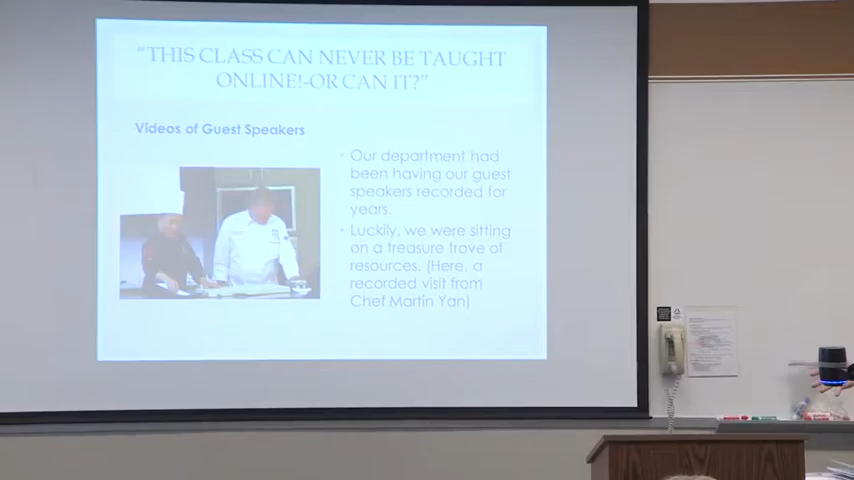 “THIS CLASS CAN NEVER BE TAUGHT
ONLINE!-OR CAN IT?”
Videos of Guest Speakers
• Our department had
been having our guest
speakers recorded for
years.
• Luckily, we were sitting
on a treasure trove of
resources. (Here, a
recorded visit from
Chef Martin Yan)